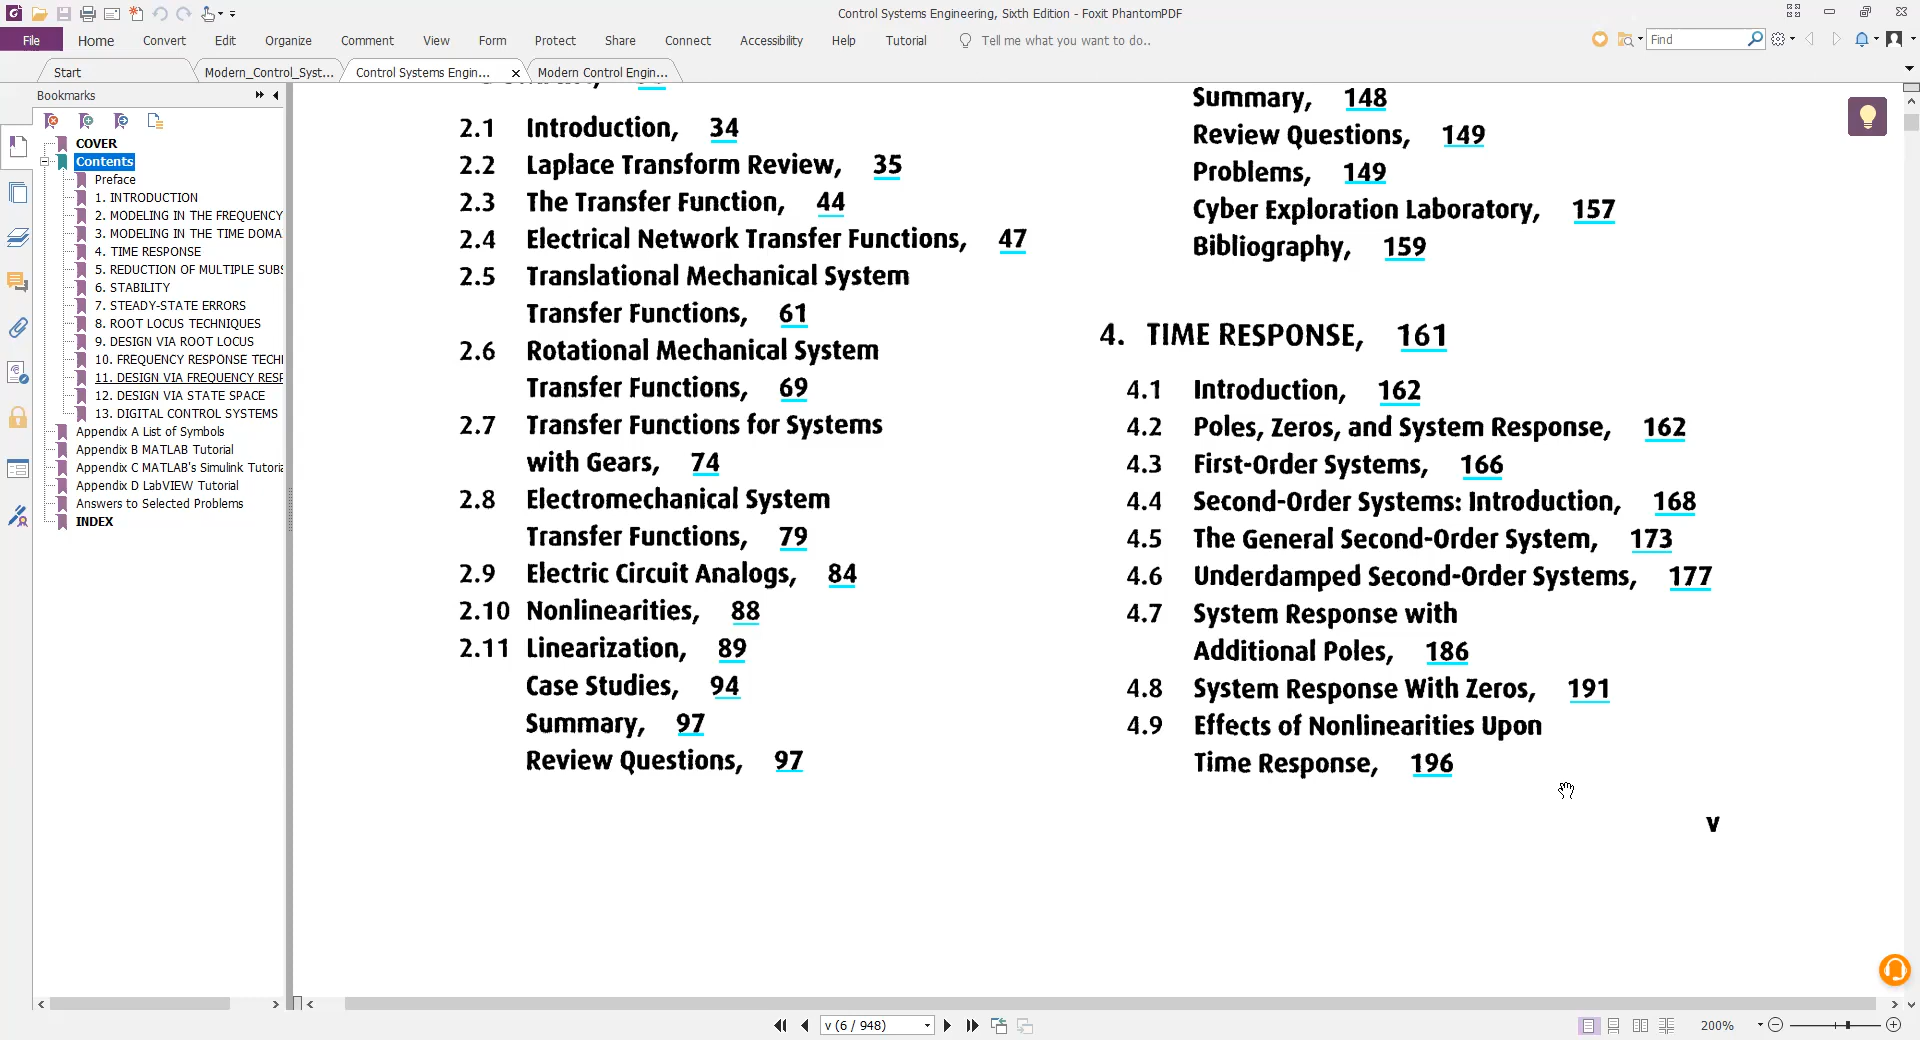 Control Systems Engineering, Sixth Edition - Foxit PhantomPDF
File Home Convert Edit Organize Comment View Form Protect Share Connect Accessibility Help Tutorial Tell me what you want to do.. Find
Start Modern_Control_Syst... Control Systems Engin... Modern Control Engin...
Bookmarks
COVER
Contents
Preface
1. INTRODUCTION
2. MODELING IN THE FREQUENCY
3. MODELING IN THE TIME DOMA
4. TIME RESPONSE
5. REDUCTION OF MULTIPLE SUBS
6. STABILITY
7. STEADY-STATE ERRORS
8. ROOT LOCUS TECHNIQUES
9. DESIGN VIA ROOT LOCUS
10. FREQUENCY RESPONSE TECH
11. DESIGN VIA FREQUENCY RESP
12. DESIGN VIA STATE SPACE
13. DIGITAL CONTROL SYSTEMS
Appendix A List of Symbols
Appendix B MATLAB Tutorial
Appendix C MATLAB's Simulink Tutoria
Appendix D LabVIEW Tutorial
Answers to Selected Problems
INDEX
2.1 Introduction, 34
2.2 Laplace Transform Review, 35
2.3 The Transfer Function, 44
2.4 Electrical Network Transfer Functions, 47
2.5 Translational Mechanical System
Transfer Functions, 61
2.6 Rotational Mechanical System
Transfer Functions, 69
2.7 Transfer Functions for Systems
with Gears, 74
2.8 Electromechanical System
Transfer Functions, 79
2.9 Electric Circuit Analogs, 84
2.10 Nonlinearities, 88
2.11 Linearization, 89
Case Studies, 94
Summary, 97
Review Questions, 97
Summary, 148
Review Questions, 149
Problems, 149
Cyber Exploration Laboratory, 157
Bibliography, 159
4. TIME RESPONSE, 161
4.1 Introduction, 162
4.2 Poles, Zeros, and System Response, 162
4.3 First-Order Systems, 166
4.4 Second-Order Systems: Introduction, 168
4.5 The General Second-Order System, 173
4.6 Underdamped Second-Order Systems, 177
4.7 System Response with
Additional Poles, 186
4.8 System Response With Zeros, 191
4.9 Effects of Nonlinearities Upon
Time Response, 196
v
v (6 / 948) 200%